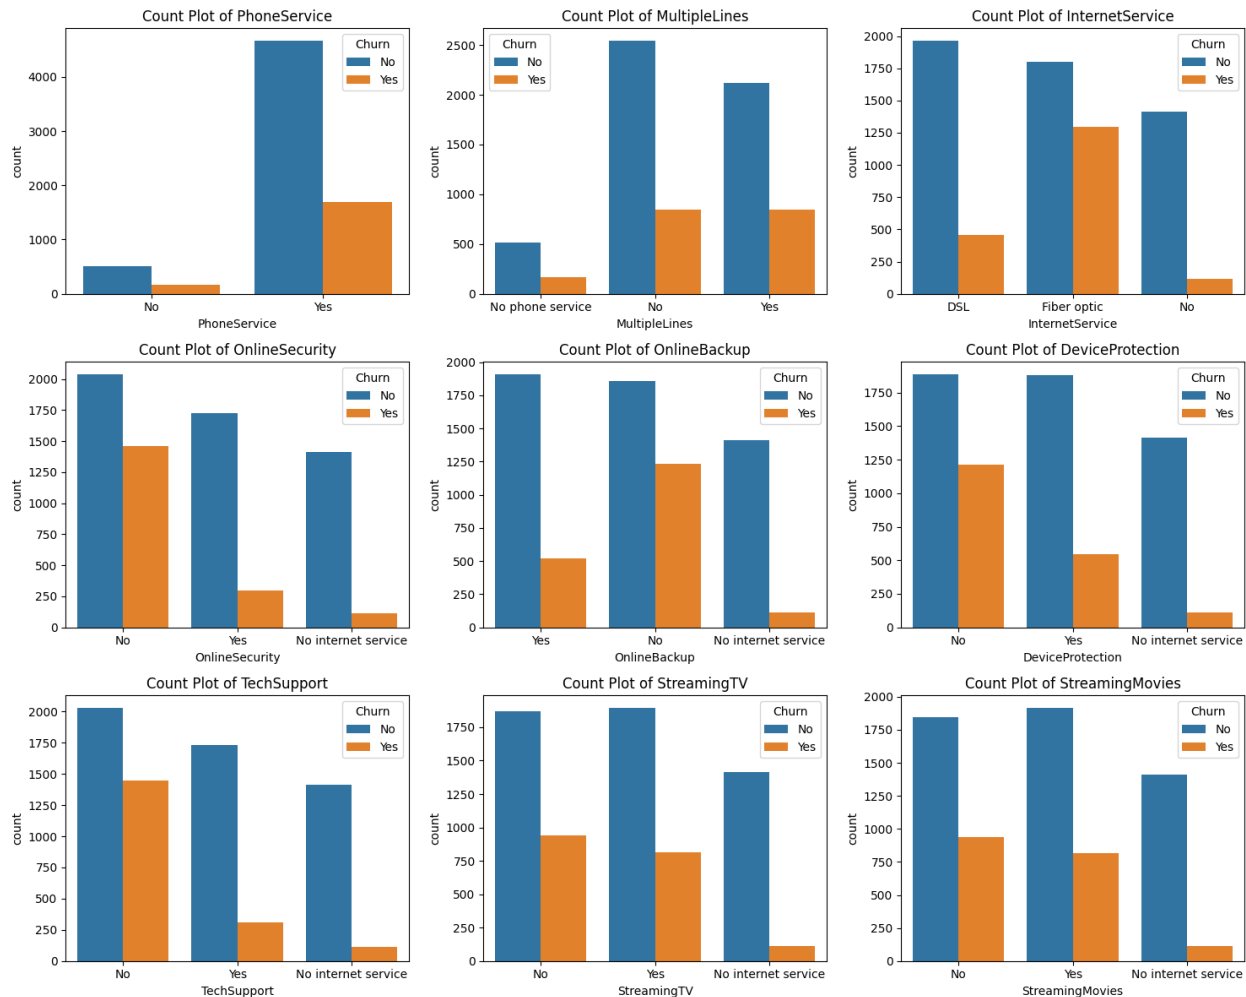 Count Plot of PhoneService
4000
3000
2000
1000
0
count
Churn
No
Yes
No Yes
PhoneService
Count Plot of MultipleLines
2500
2000
1500
1000
500
0
count
Churn
No
Yes
No phone service No Yes
MultipleLines
Count Plot of InternetService
2000
1750
1500
1250
1000
750
500
250
0
count
Churn
No
Yes
DSL Fiber optic No
InternetService
Count Plot of OnlineSecurity
2000
1750
1500
1250
1000
750
500
250
0
count
Churn
No
Yes
No Yes No internet service
OnlineSecurity
Count Plot of OnlineBackup
2000
1750
1500
1250
1000
750
500
250
0
count
Churn
No
Yes
Yes No No internet service
OnlineBackup
Count Plot of DeviceProtection
1750
1500
1250
1000
750
500
250
0
count
Churn
No
Yes
No Yes No internet service
DeviceProtection
Count Plot of TechSupport
2000
1750
1500
1250
1000
750
500
250
0
count
Churn
No
Yes
No Yes No internet service
TechSupport
Count Plot of StreamingTV
1750
1500
1250
1000
750
500
250
0
count
Churn
No
Yes
No Yes No internet service
StreamingTV
Count Plot of StreamingMovies
2000
1750
1500
1250
1000
750
500
250
0
count
Churn
No
Yes
No Yes No internet service
StreamingMovies